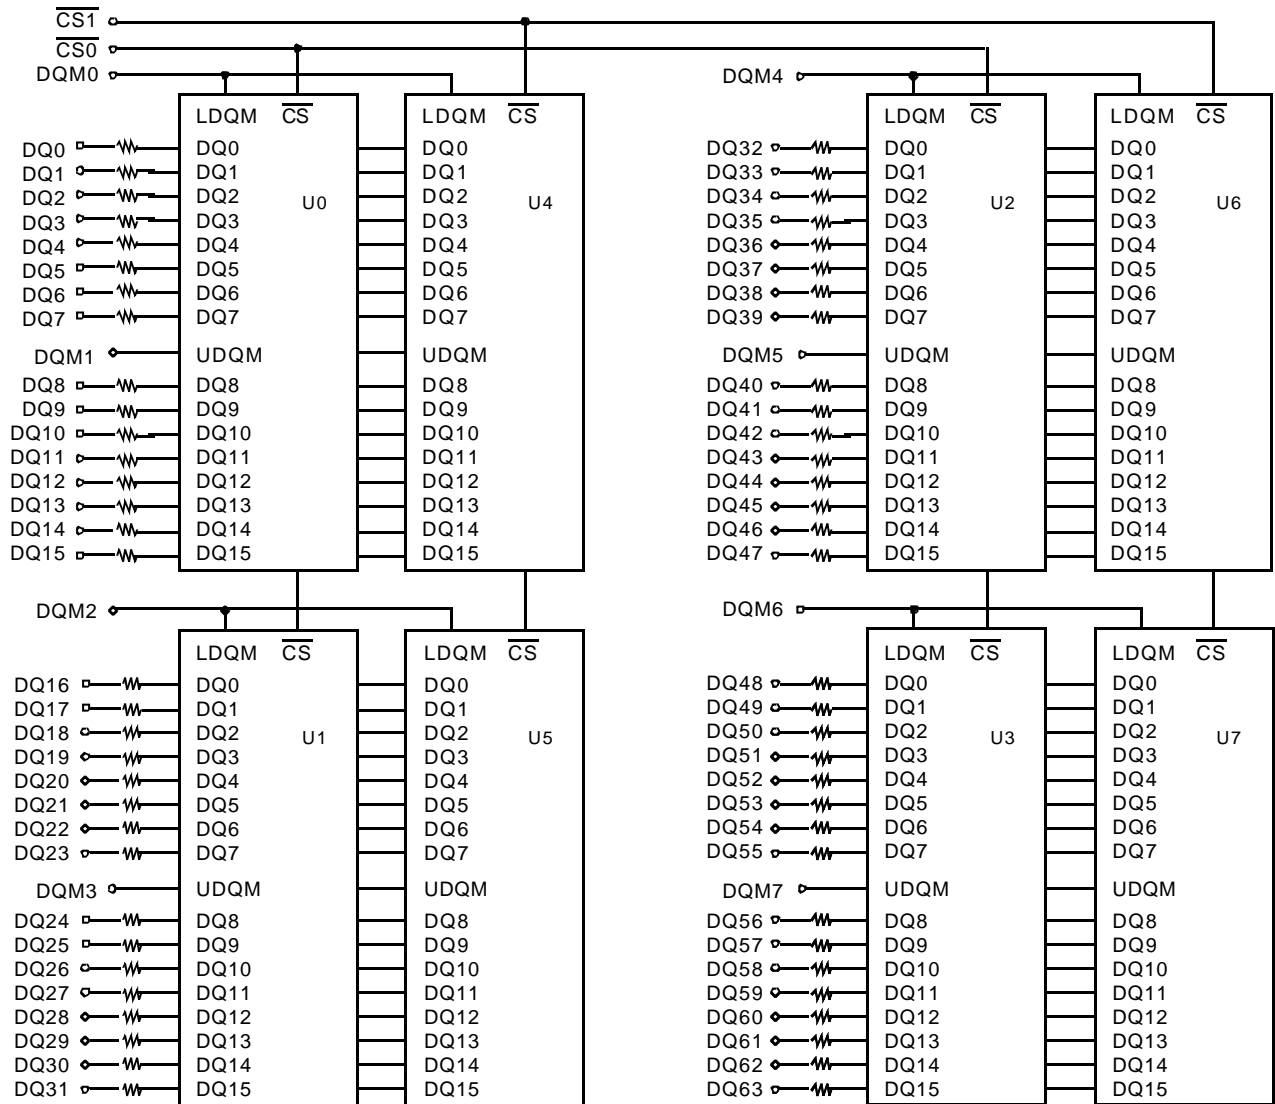 CS1
CS0
DQM0 DQM4
LDQM CS LDQM CS LDQM CS LDQM CS
DQ0 DQ0 DQ0 DQ32 DQ0 DQ0
DQ1 DQ1 DQ1 DQ33 DQ1 DQ1
DQ2 DQ2 U0 DQ2 U4 DQ34 DQ2 U2 DQ2 U6
DQ3 DQ3 DQ3 DQ35 DQ3 DQ3
DQ4 DQ4 DQ4 DQ36 DQ4 DQ4
DQ5 DQ5 DQ5 DQ37 DQ5 DQ5
DQ6 DQ6 DQ6 DQ38 DQ6 DQ6
DQ7 DQ7 DQ7 DQ39 DQ7 DQ7
DQM1 UDQM UDQM DQM5 UDQM UDQM
DQ8 DQ8 DQ8 DQ40 DQ8 DQ8
DQ9 DQ9 DQ9 DQ41 DQ9 DQ9
DQ10 DQ10 DQ10 DQ42 DQ10 DQ10
DQ11 DQ11 DQ11 DQ43 DQ11 DQ11
DQ12 DQ12 DQ12 DQ44 DQ12 DQ12
DQ13 DQ13 DQ13 DQ45 DQ13 DQ13
DQ14 DQ14 DQ14 DQ46 DQ14 DQ14
DQ15 DQ15 DQ15 DQ47 DQ15 DQ15
DQM2 DQM6
LDQM CS LDQM CS LDQM CS LDQM CS
DQ16 DQ0 DQ0 DQ48 DQ0 DQ0
DQ17 DQ1 DQ1 DQ49 DQ1 DQ1
DQ18 DQ2 U1 DQ2 U5 DQ50 DQ2 U3 DQ2 U7
DQ19 DQ3 DQ3 DQ51 DQ3 DQ3
DQ20 DQ4 DQ4 DQ52 DQ4 DQ4
DQ21 DQ5 DQ5 DQ53 DQ5 DQ5
DQ22 DQ6 DQ6 DQ54 DQ6 DQ6
DQ23 DQ7 DQ7 DQ55 DQ7 DQ7
DQM3 UDQM UDQM DQM7 UDQM UDQM
DQ24 DQ8 DQ8 DQ56 DQ8 DQ8
DQ25 DQ9 DQ9 DQ57 DQ9 DQ9
DQ26 DQ10 DQ10 DQ58 DQ10 DQ10
DQ27 DQ11 DQ11 DQ59 DQ11 DQ11
DQ28 DQ12 DQ12 DQ60 DQ12 DQ12
DQ29 DQ13 DQ13 DQ61 DQ13 DQ13
DQ30 DQ14 DQ14 DQ62 DQ14 DQ14
DQ31 DQ15 DQ15 DQ63 DQ15 DQ15